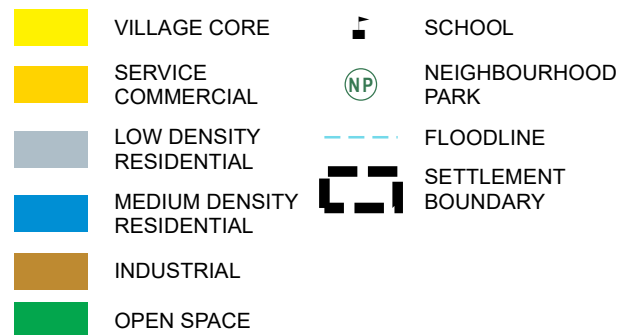 VILLAGE CORE
SERVICE
COMMERCIAL
LOW DENSITY
RESIDENTIAL
MEDIUM DENSITY
RESIDENTIAL
INDUSTRIAL
OPEN SPACE
SCHOOL
NP
NEIGHBOURHOOD
PARK
FLOODLINE
SETTLEMENT
BOUNDARY